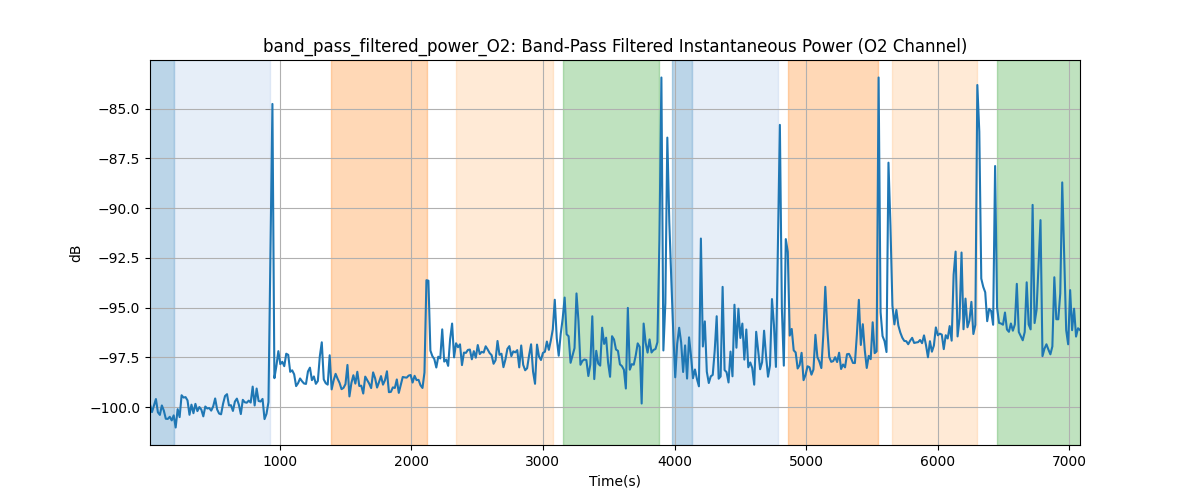 band_pass_filtered_power_O2: Band-Pass Filtered Instantaneous Power (O2 Channel)
−85.0
−87.5
−90.0
−92.5
−95.0
−97.5
−100.0
dB
1000 2000 3000 4000 5000 6000 7000
Time(s)